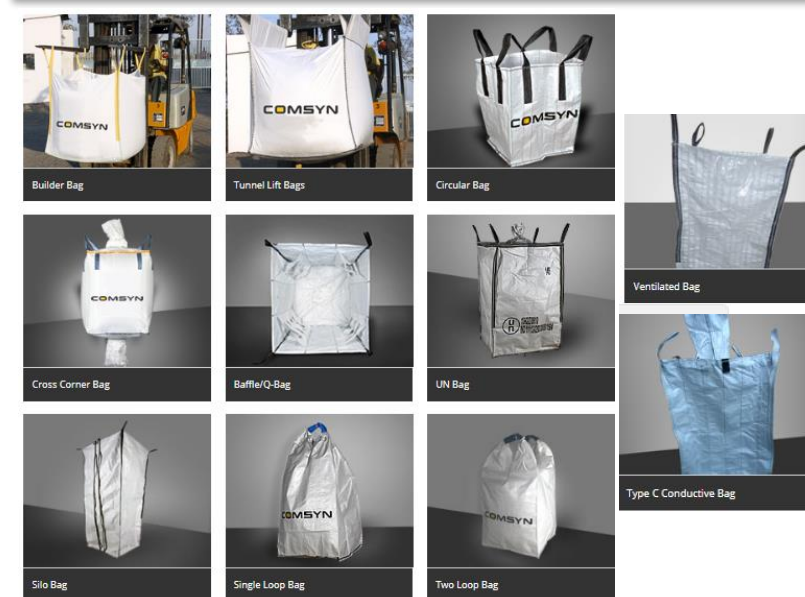 COMSYN
Builder Bag
COMSYN
Tunnel Lift Bags
COMSYN
Circular Bag
Ventilated Bag
COMSYN
Cross Corner Bag
Baffle/Q-Bag
un
UN Bag
Type C Conductive Bag
Silo Bag
COMSYN
Single Loop Bag
COMSYN
Two Loop Bag